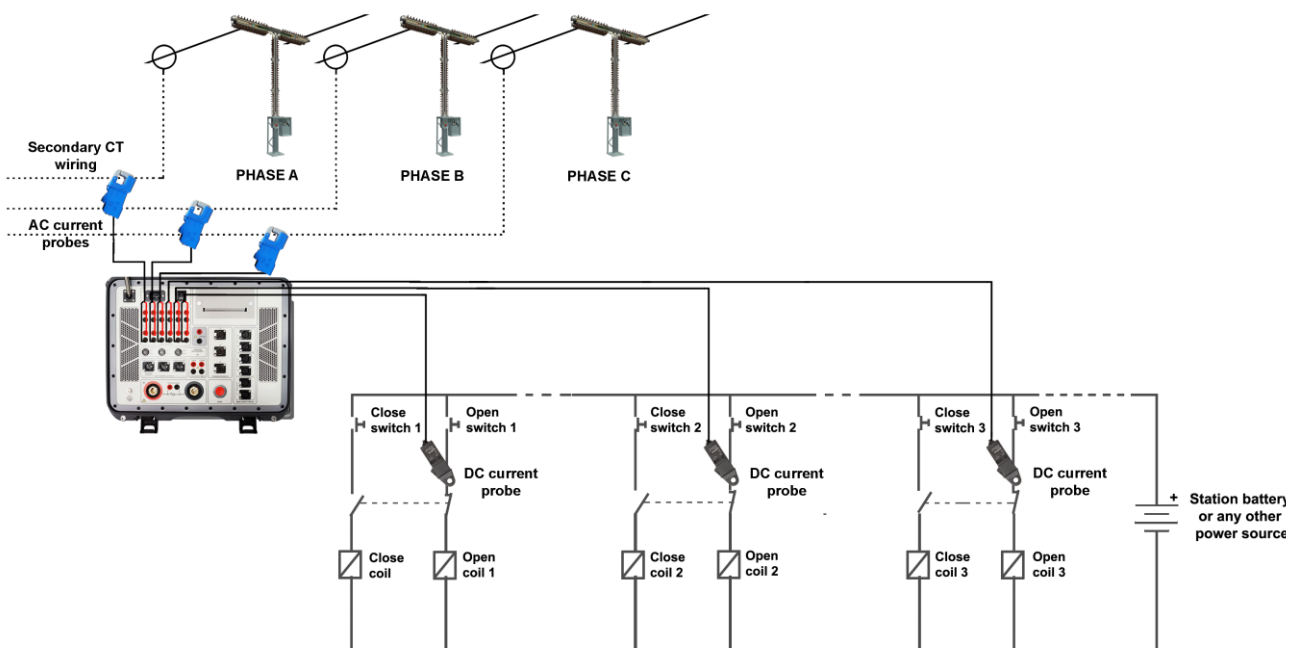 Secondary CT
wiring
PHASE A
PHASE B
PHASE C
AC current
probes
Close
switch 1
Open
switch 1
Close
switch 2
Open
switch 2
Close
switch 3
Open
switch 3
DC current
probe
DC current
probe
DC current
probe
+
Station battery
or any other
power source
Close
coil
Open
coil 1
Close
coil 2
Open
coil 2
Close
coil 3
Open
coil 3